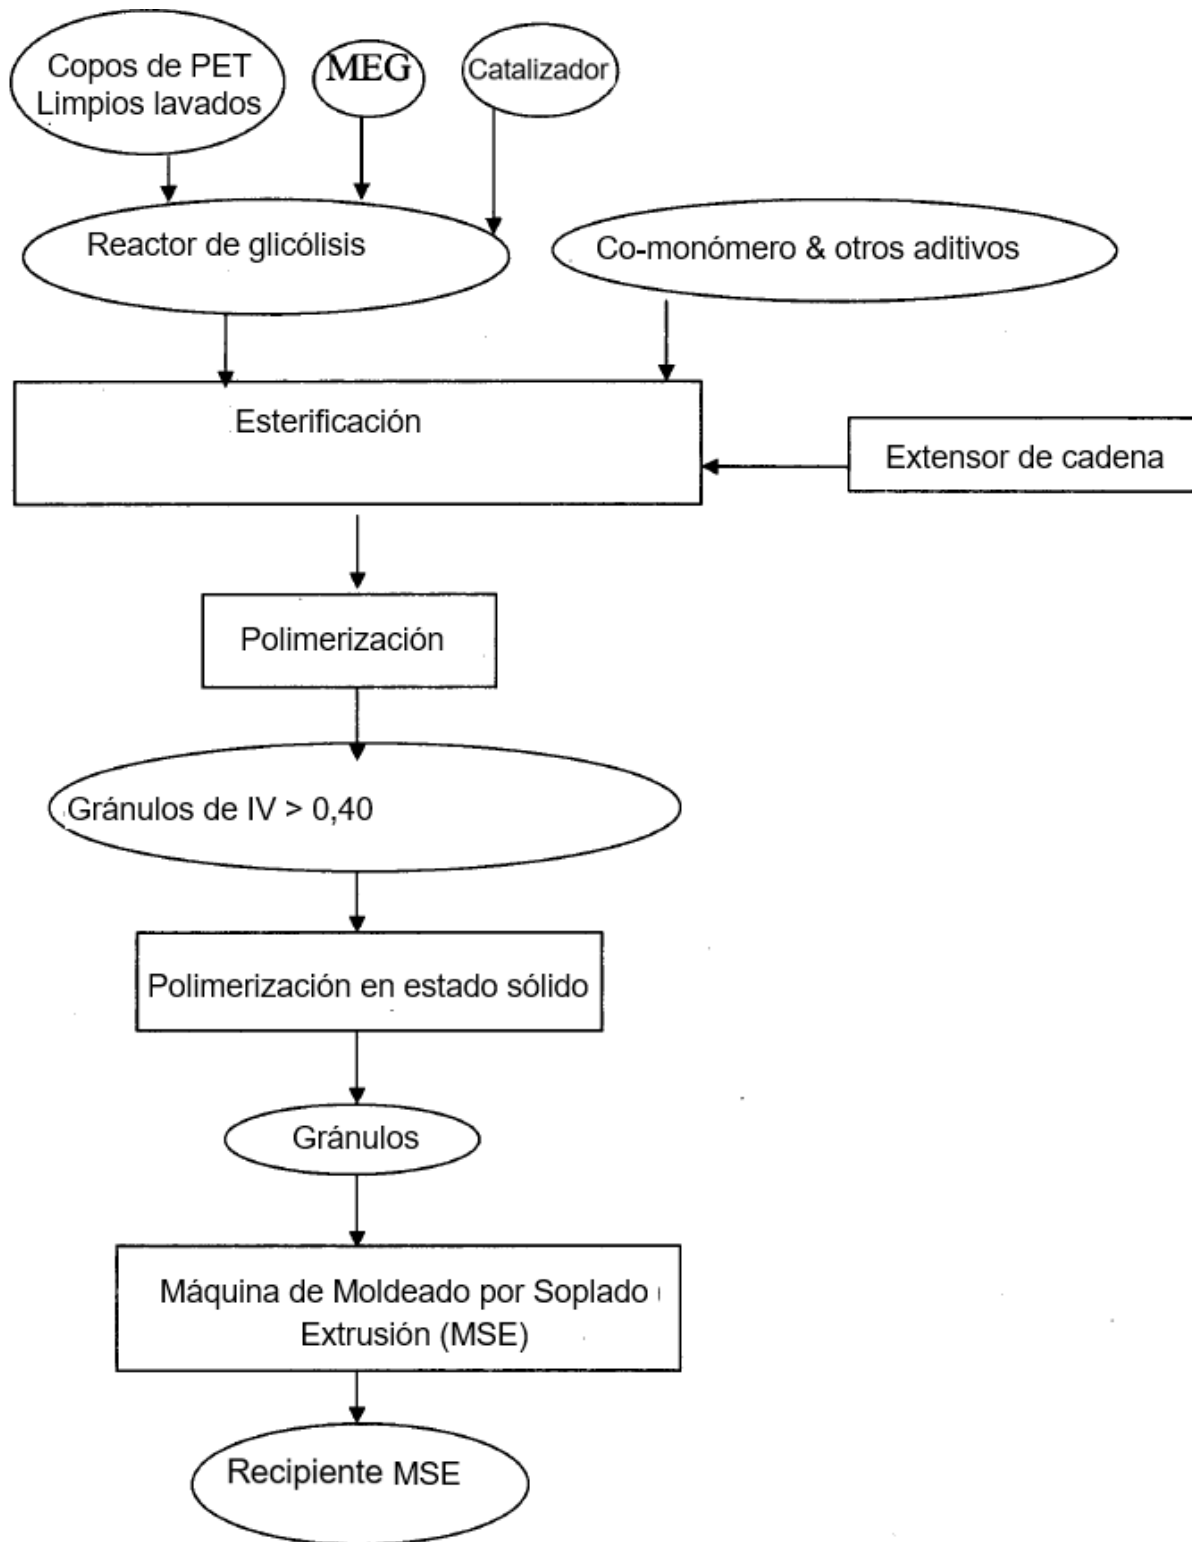 Copos de PET
Limpios lavados
MEG
Catalizador
Reactor de glicólisis
Co-monómero & otros aditivos
Esterificación
Extensor de cadena
Polimerización
Gránulos de IV > 0,40
Polimerización en estado sólido
Gránulos
Máquina de Moldeado por Soplado
Extrusión (MSE)
Recipiente MSE